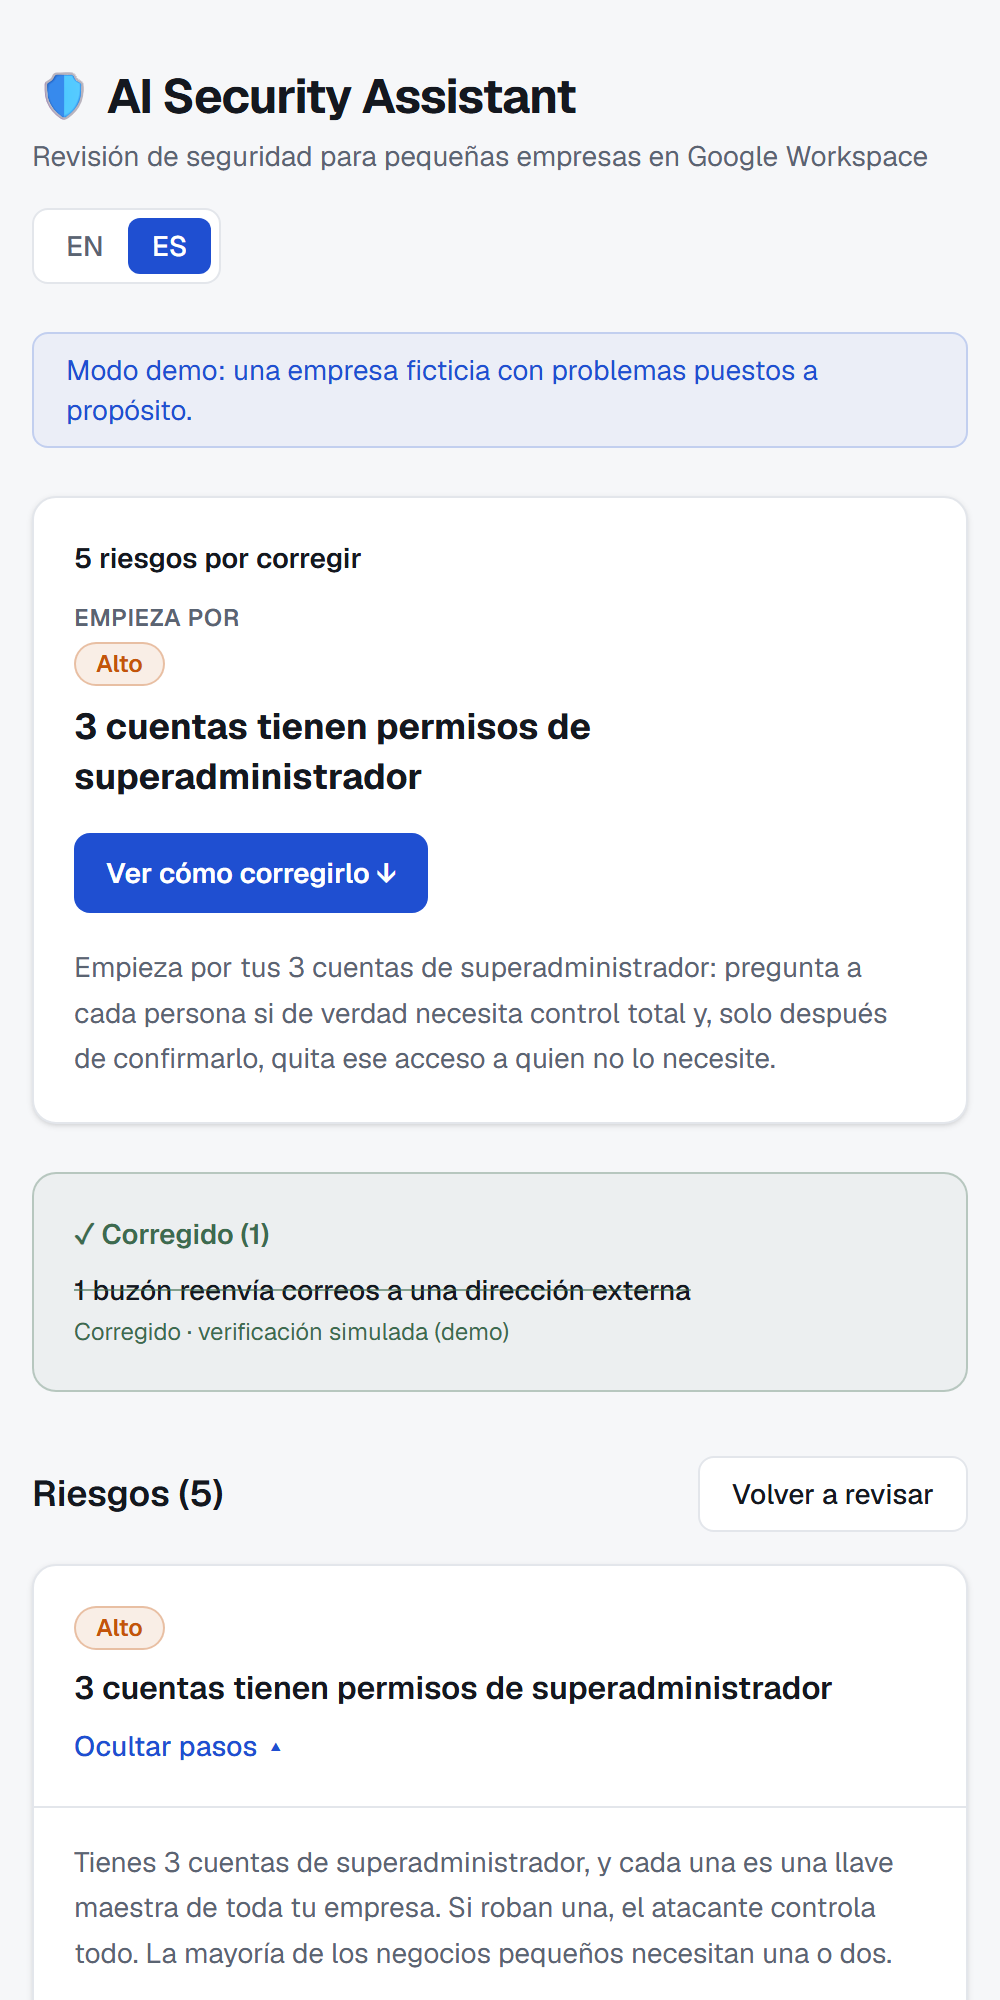 AI Security Assistant
Revisión de seguridad para pequeñas empresas en Google Workspace
EN ES
Modo demo: una empresa ficticia con problemas puestos a
propósito.
5 riesgos por corregir
EMPIEZA POR
Alto
3 cuentas tienen permisos de
superadministrador
Ver cómo corregirlo ↓
Empieza por tus 3 cuentas de superadministrador: pregunta a
cada persona si de verdad necesita control total y, solo después
de confirmarlo, quita ese acceso a quien no lo necesite.
✓ Corregido (1)
1 buzón reenvía correos a una dirección externa
Corregido · verificación simulada (demo)
Riesgos (5)
Volver a revisar
Alto
3 cuentas tienen permisos de superadministrador
Ocultar pasos ▲
Tienes 3 cuentas de superadministrador, y cada una es una llave
maestra de toda tu empresa. Si roban una, el atacante controla
todo. La mayoría de los negocios pequeños necesitan una o dos.